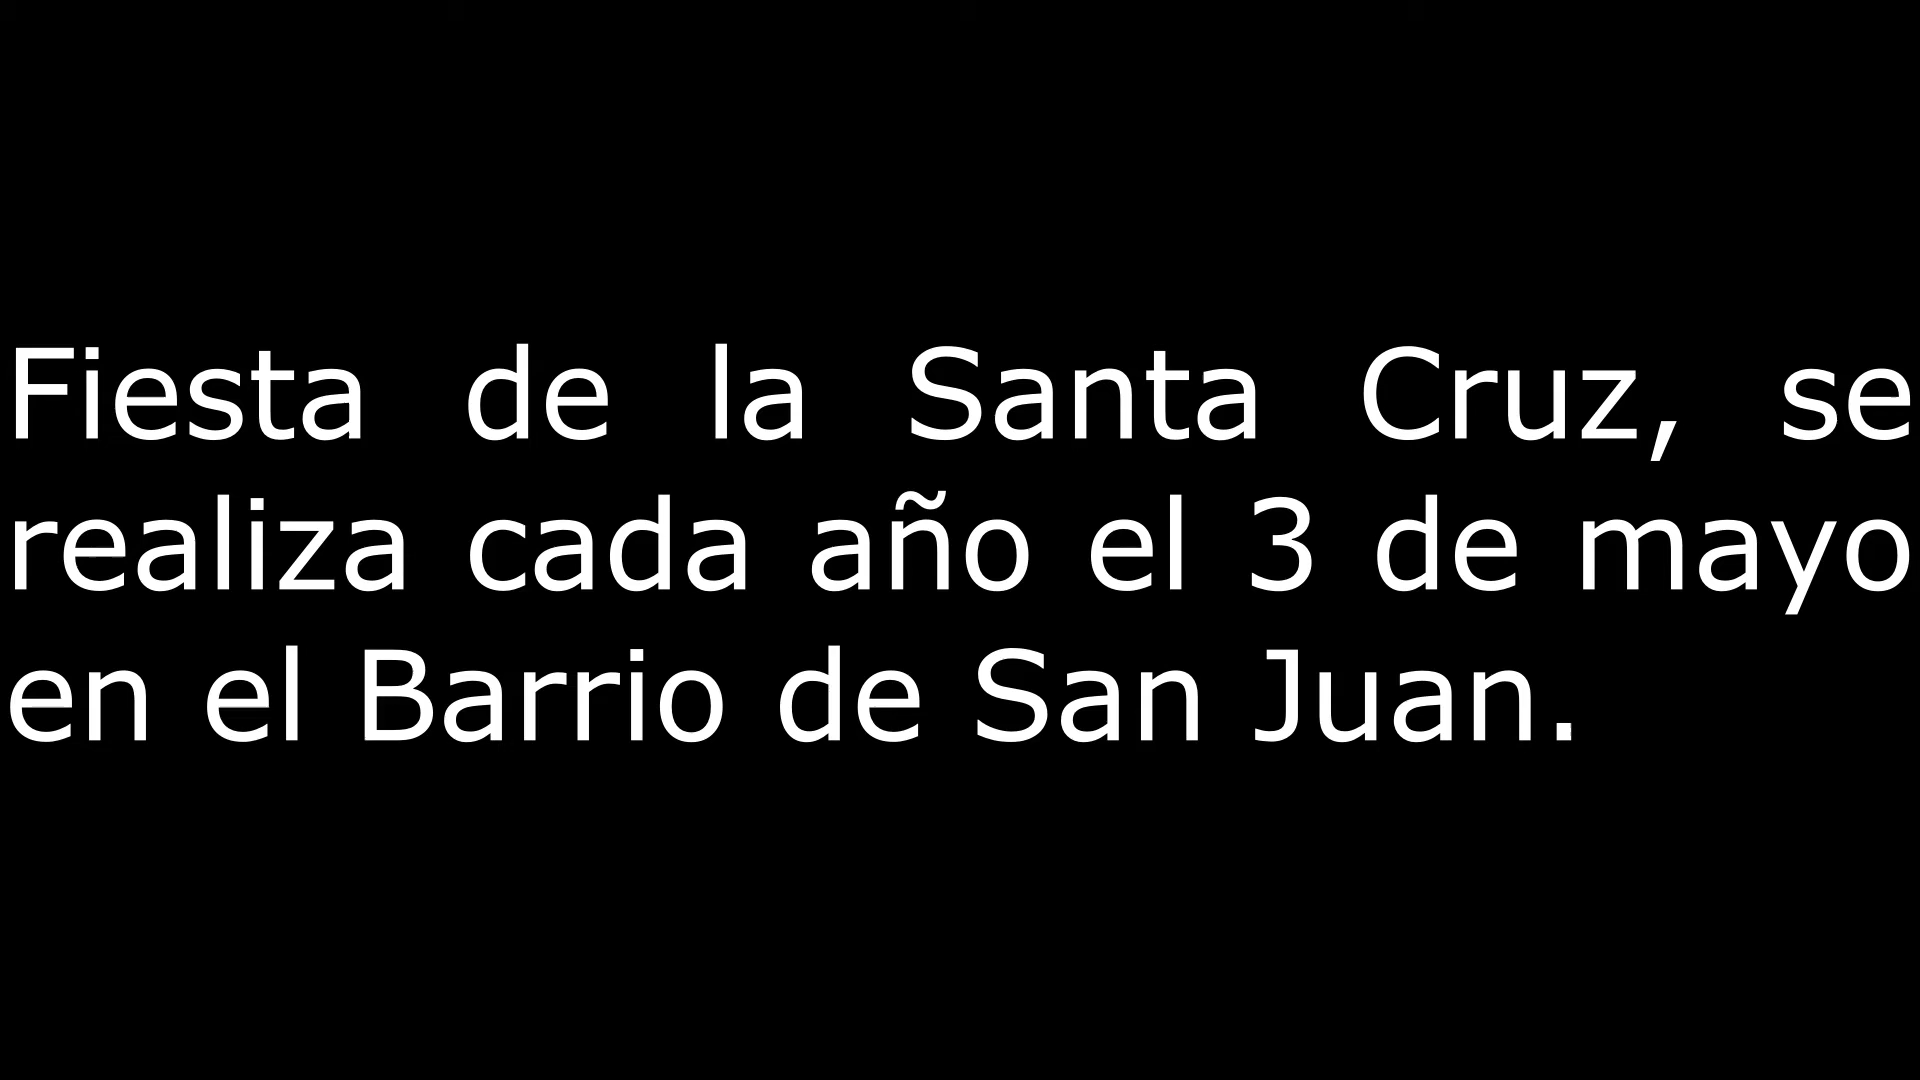 Fiesta de la Santa Cruz, se
realiza cada año el 3 de mayo
en el Barrio de San Juan.